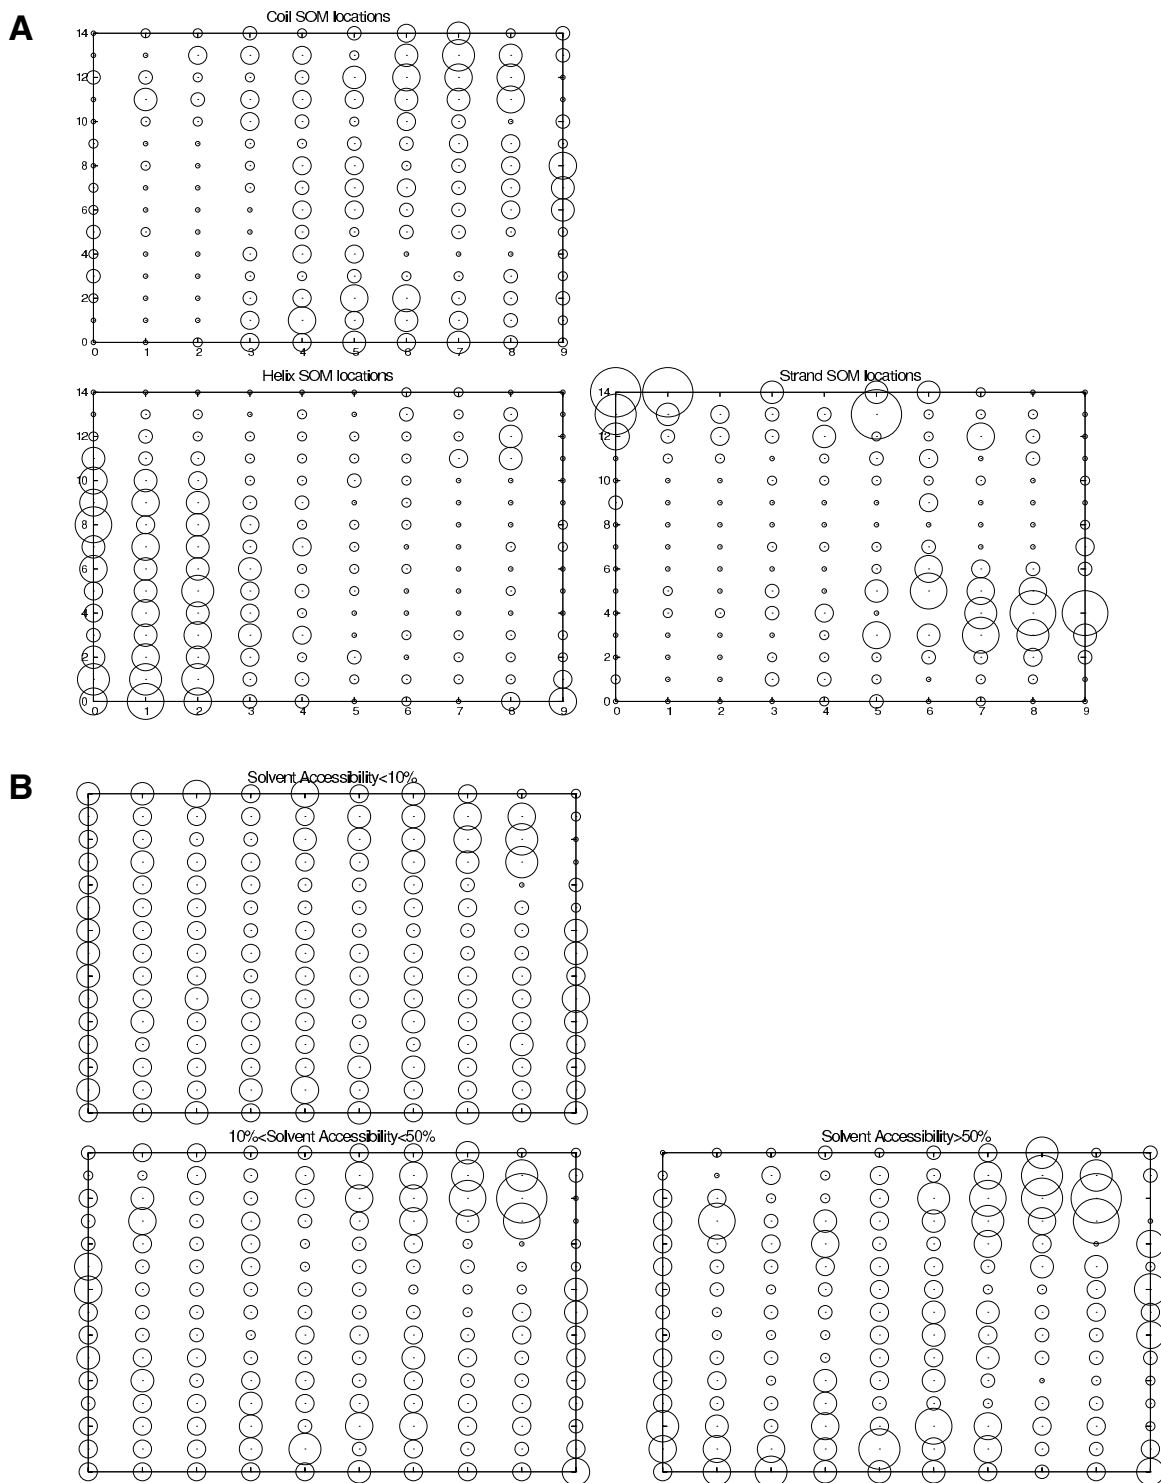 A
Coil SOM locations
14
12
10
8
6
4
2
0
0 1 2 3 4 5 6 7 8 9
Helix SOM locations
14
12
10
8
6
4
2
0
0 1 2 3 4 5 6 7 8 9
Strand SOM locations
14
12
10
8
6
4
2
0
0 1 2 3 4 5 6 7 8 9
B
Solvent Accessibility<10%
10%<Solvent Accessibility<50%
Solvent Accessibility>50%